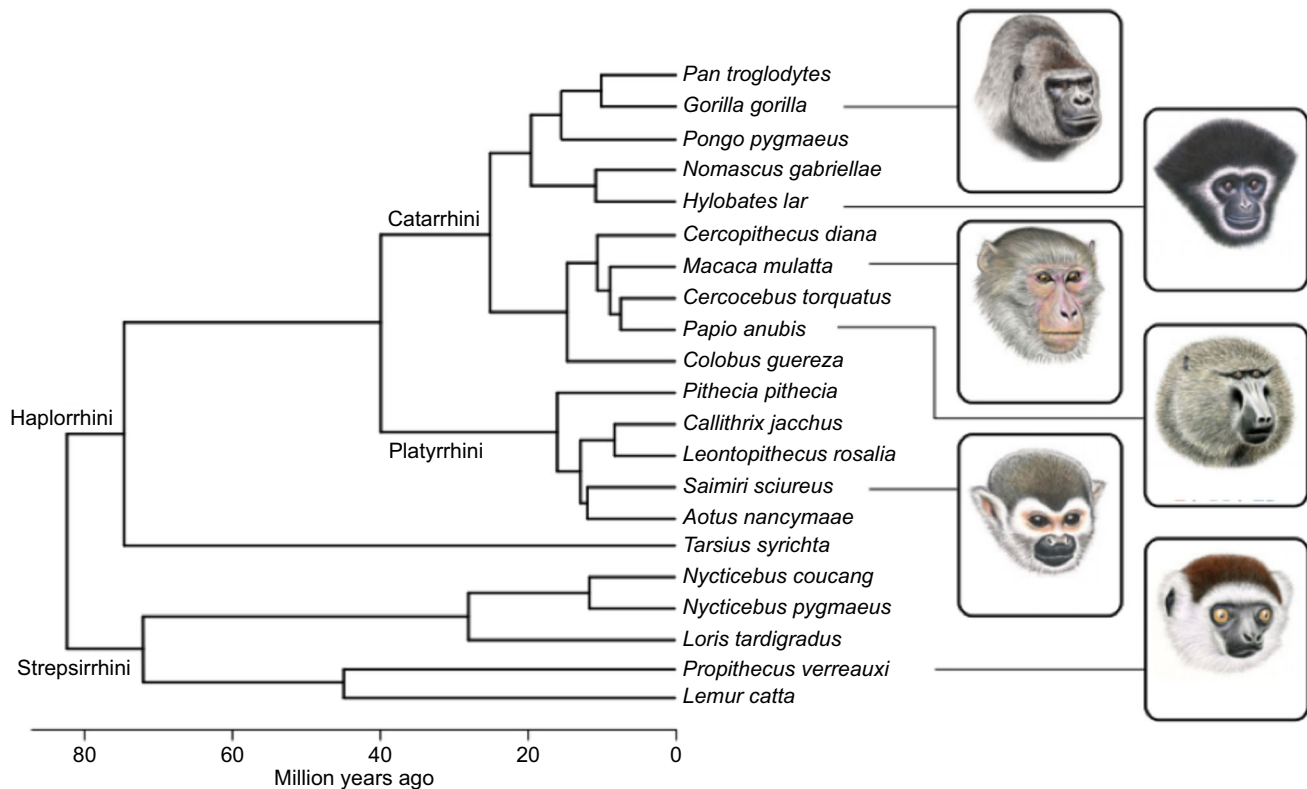 Pan troglodytes
Gorilla gorilla
Pongo pygmaeus
Nomascus gabriellae
Hylobates lar
Catarrhini
Cercopithecus diana
Macaca mulatta
Cercocebus torquatus
Papio anubis
Colobus guereza
Pithecia pithecia
Haplorrhini
Callithrix jacchus
Platyrrhini
Leontopithecus rosalia
Saimiri sciureus
Aotus nancymaae
Tarsius syrichta
Nycticebus coucang
Nycticebus pygmaeus
Loris tardigradus
Strepsirrhini
Propithecus verreauxi
Lemur catta
80 60 40 20 0
Million years ago